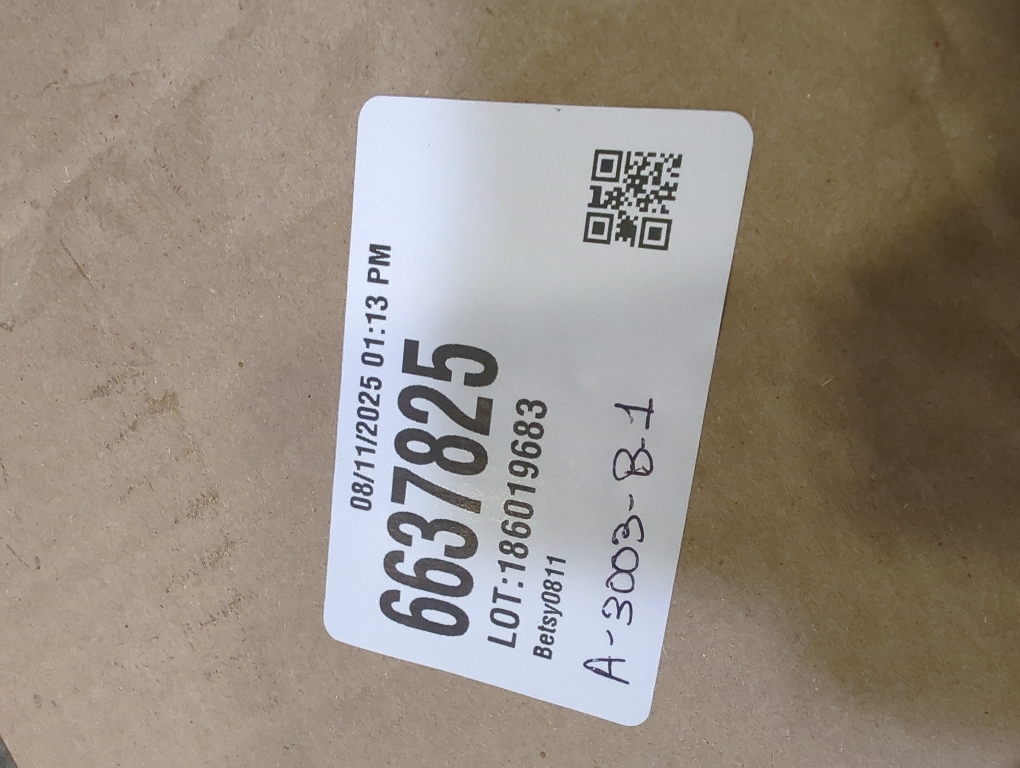 08/11/2025 01:13 PM
6637825
LOT:186019683
Betsy0811
A-3003-B-1